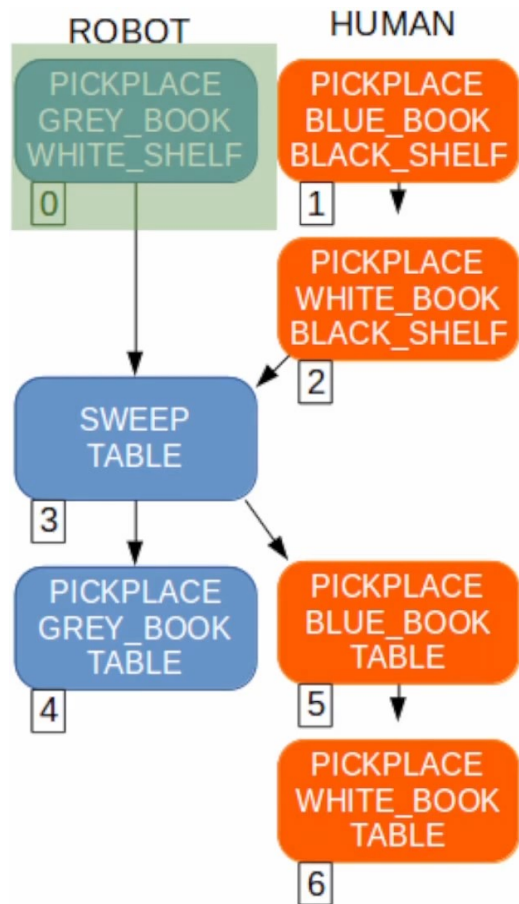 ROBOT
HUMAN
PICKPLACE
GREY_BOOK
WHITE_SHELF
0
PICKPLACE
BLUE_BOOK
BLACK_SHELF
1
PICKPLACE
WHITE_BOOK
BLACK_SHELF
2
SWEEP
TABLE
3
PICKPLACE
GREY_BOOK
TABLE
4
PICKPLACE
BLUE_BOOK
TABLE
5
PICKPLACE
WHITE_BOOK
TABLE
6